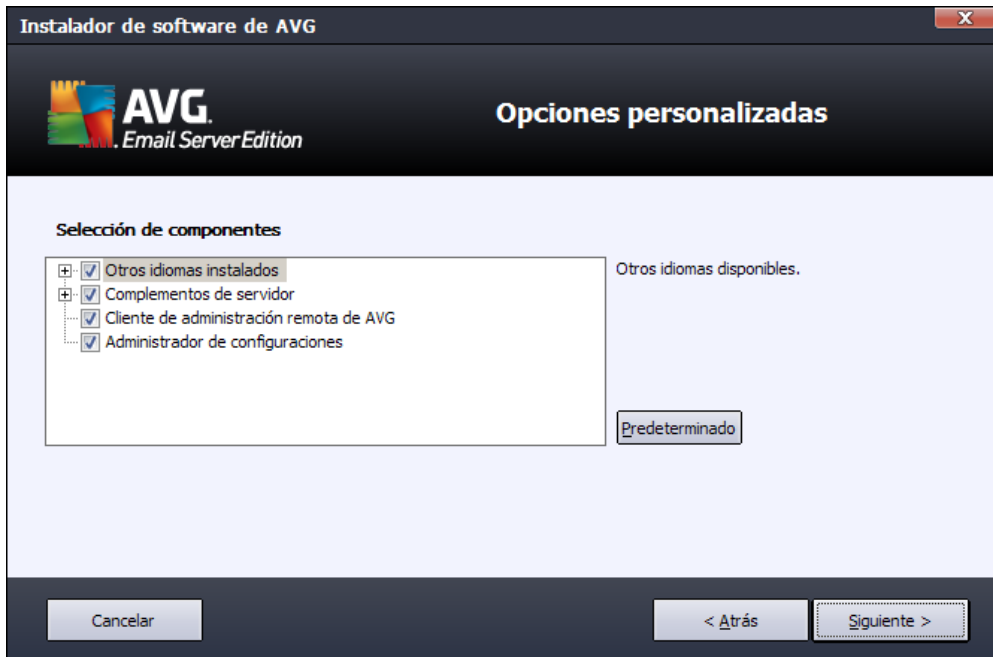 Instalador de software de AVG
AVG.
Email Server Edition
Opciones personalizadas
Selección de componentes
Otros idiomas instalados
Complementos de servidor
Cliente de administración remota de AVG
Administrador de configuraciones
Otros idiomas disponibles.
Predeterminado
Cancelar
< Atrás
Siguiente >